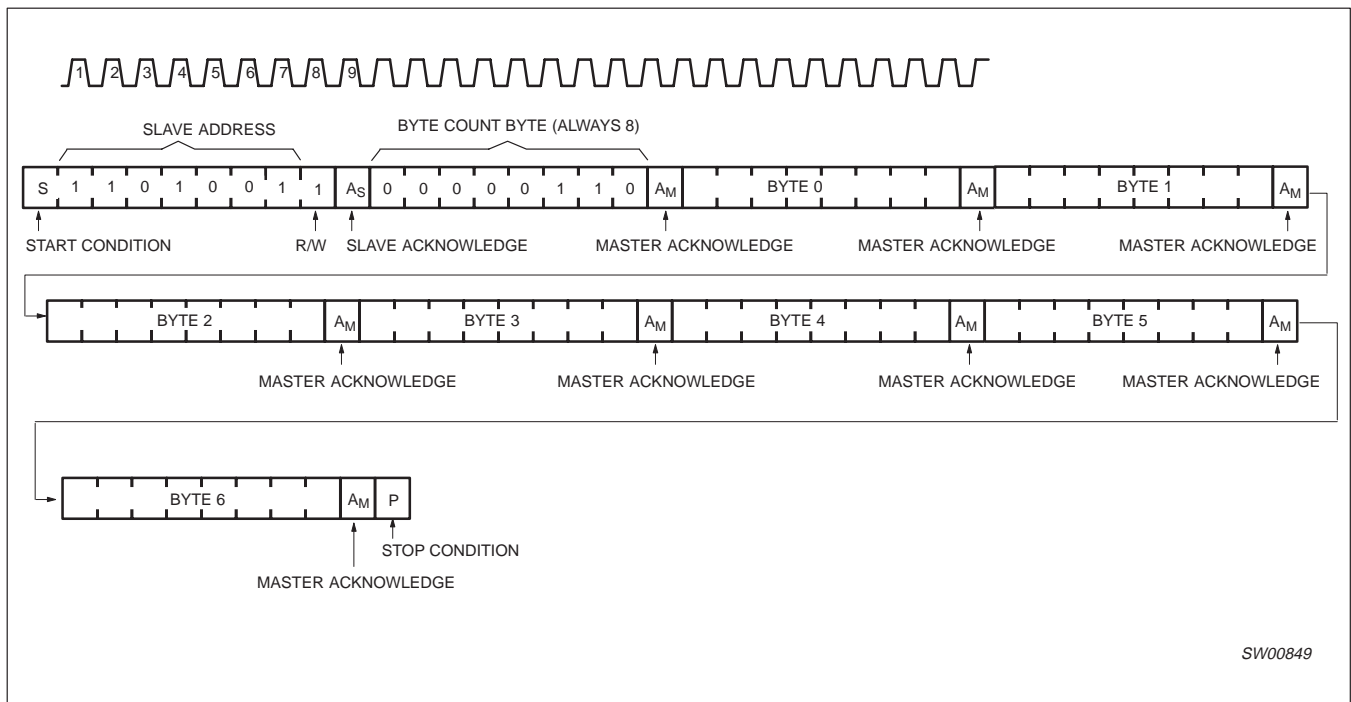 1 2 3 4 5 6 7 8 9
SLAVE ADDRESS BYTE COUNT BYTE (ALWAYS 8)
S 1 1 0 1 0 0 1 1 AS 0 0 0 0 0 1 1 0 AM BYTE 0 AM BYTE 1 AM
START CONDITION R/W SLAVE ACKNOWLEDGE MASTER ACKNOWLEDGE MASTER ACKNOWLEDGE MASTER ACKNOWLEDGE
BYTE 2 AM BYTE 3 AM BYTE 4 AM BYTE 5 AM
MASTER ACKNOWLEDGE MASTER ACKNOWLEDGE MASTER ACKNOWLEDGE MASTER ACKNOWLEDGE
BYTE 6 AM P
STOP CONDITION
MASTER ACKNOWLEDGE
SW00849